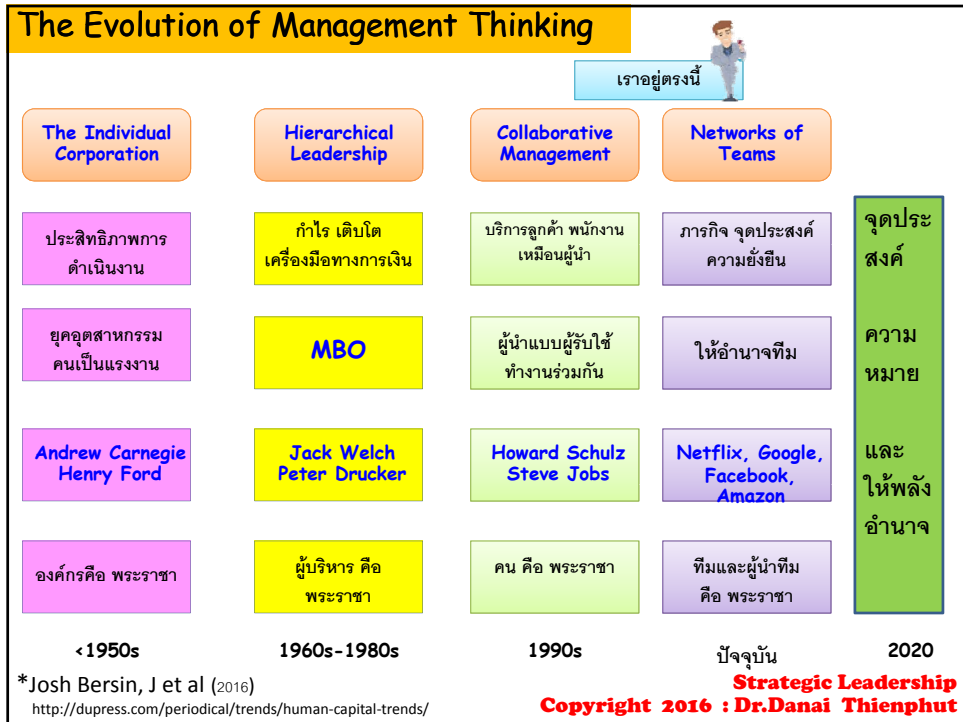 The Evolution of Management Thinking
เราอยู่ตรงนี้
The Individual
Corporation
Hierarchical
Leadership
Collaborative
Management
Networks of
Teams
ประสิทธิภาพการ
ดำเนินงาน
กำไร เติบโต
เครื่องมือทางการเงิน
บริการลูกค้า พนักงาน
เหมือนผู้นำ
ภารกิจ จุดประสงค์
ความยั่งยืน
ยุคอุตสาหกรรม
คนเป็นแรงงาน
MBO
ผู้นำแบบผู้รับใช้
ทำงานร่วมกัน
ให้อำนาจทีม
Andrew Carnegie
Henry Ford
Jack Welch
Peter Drucker
Howard Schulz
Steve Jobs
Netflix, Google,
Facebook,
Amazon
องค์กรคือ พระราชา
ผู้บริหาร คือ
พระราชา
คน คือ พระราชา
ทีมและผู้นำทีม
คือ พระราชา
จุดประ
สงค์
ความ
หมาย
และ
ให้พลัง
อำนาจ
<1950s
1960s-1980s
1990s
ปัจจุบัน
2020
*Josh Bersin, J et al (2016)
http://dupress.com/periodical/trends/human-capital-trends/
Strategic Leadership
Copyright 2016 : Dr.Danai Thienphut